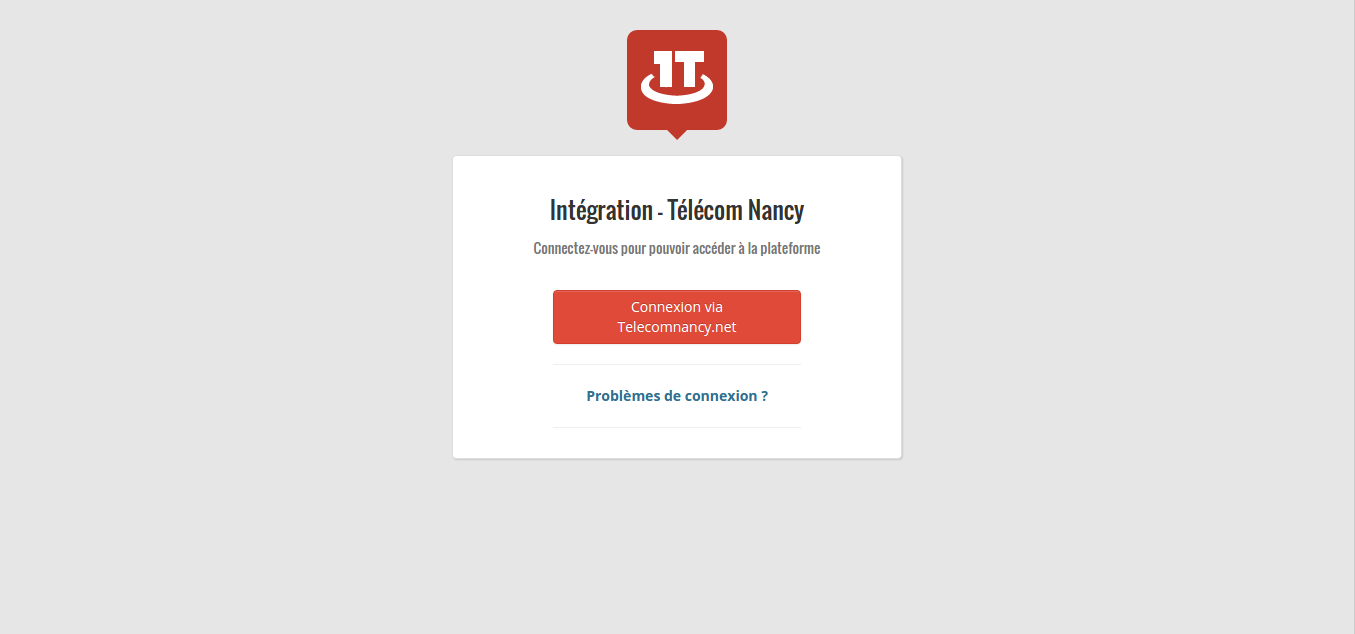 1T
Intégration - Télécom Nancy
Connectez-vous pour pouvoir accéder à la plateforme
Connexion via
Telecomnancy.net
Problèmes de connexion ?